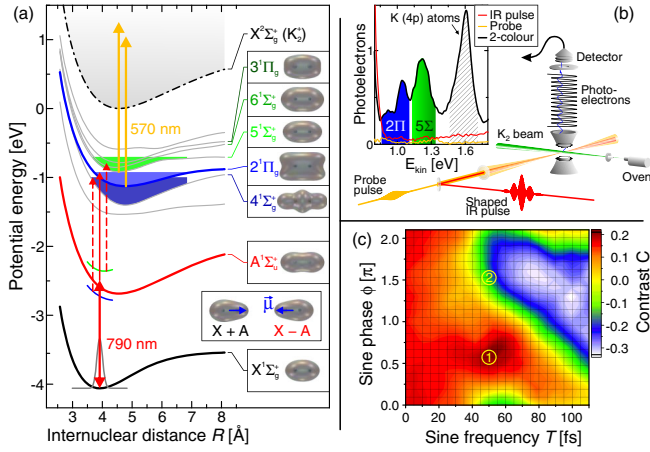 (a)
Potential energy [eV]
0
-1
-2
-3
-4
3 4 5 6 7 8
Internuclear distance R [Å]
570 nm
790 nm
X²Σg⁺ (K₂⁺)
3¹Πg
6¹Σg⁺
5¹Σg⁺
2¹Πg
4¹Σg⁺
A¹Σu⁺
X¹Σg⁺
μ⃗
X + A X − A
(b)
Photoelectrons
1
0
K (4p) atoms
IR pulse
Probe
2-colour
2Π 5Σ
1.0 1.3 1.6
Ekin [eV]
Detector
Photo-
electrons
K₂ beam
Oven
Probe
pulse
Shaped
IR pulse
(c)
Sine phase ϕ [π]
2.0
1.5
1.0
0.5
0.0
②
①
0 20 40 60 80 100
Sine frequency T [fs]
0.2
0.1
0.0
-0.1
-0.2
-0.3
Contrast C